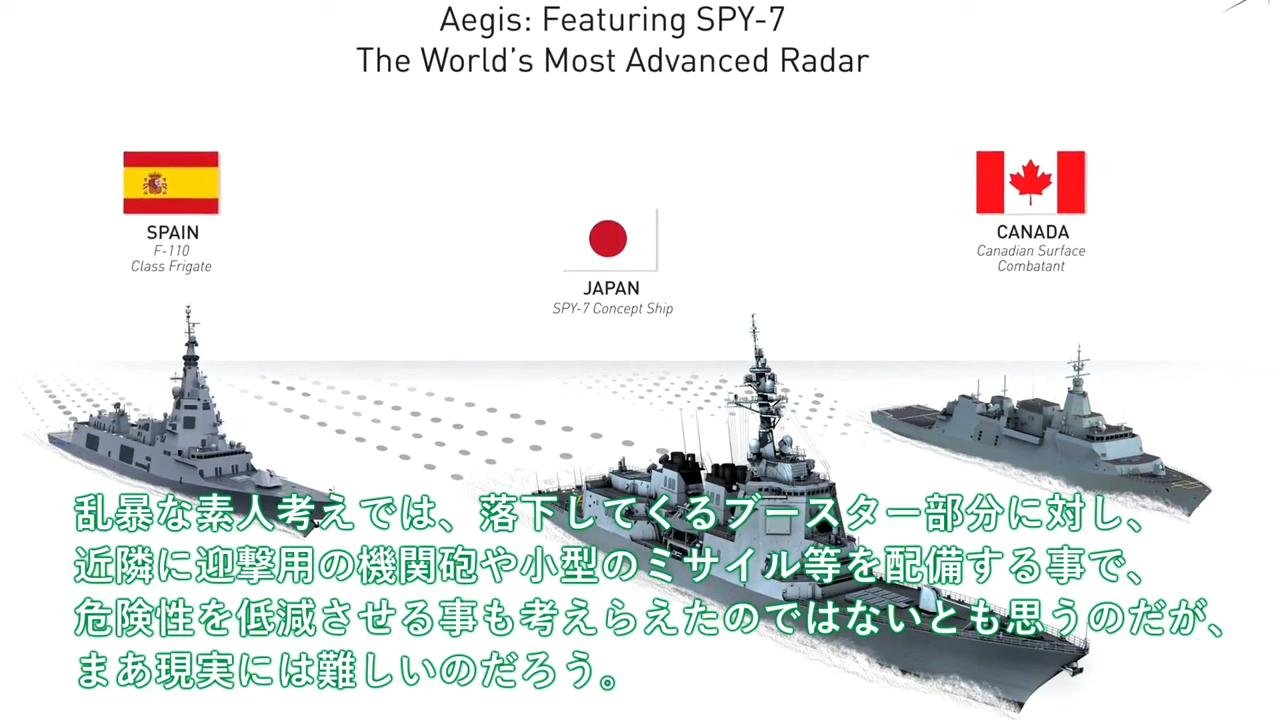 Aegis: Featuring SPY-7
The World's Most Advanced Radar
SPAIN
F-110
Class Frigate
JAPAN
SPY-7 Concept Ship
CANADA
Canadian Surface
Combatant
乱暴な素人考えでは、落下してくるブースター部分に対し、
近隣に迎撃用の機関砲や小型のミサイル等を配備する事で、
危険性を低減させる事も考えらえたのではないとも思うのだが、
まあ現実には難しいのだろう。